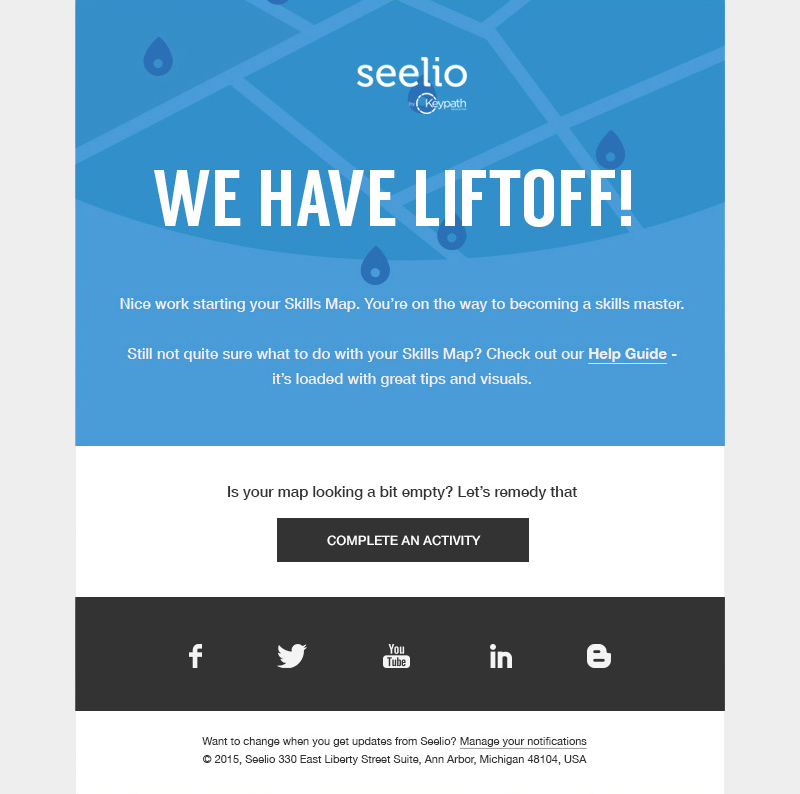 seelio
by Keypath
WE HAVE LIFTOFF!
Nice work starting your Skills Map. You're on the way to becoming a skills master.
Still not quite sure what to do with your Skills Map? Check out our Help Guide -
it's loaded with great tips and visuals.
Is your map looking a bit empty? Let's remedy that
COMPLETE AN ACTIVITY
You
Tube
Want to change when you get updates from Seelio? Manage your notifications
© 2015, Seelio 330 East Liberty Street Suite, Ann Arbor, Michigan 48104, USA